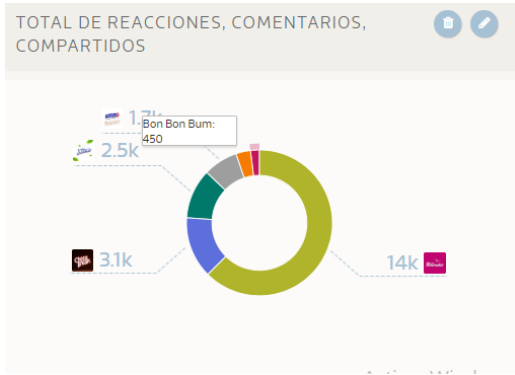 TOTAL DE REACCIONES, COMENTARIOS,
COMPARTIDOS
Bon Bon Bum:
450
2.5k
3.1k
14k